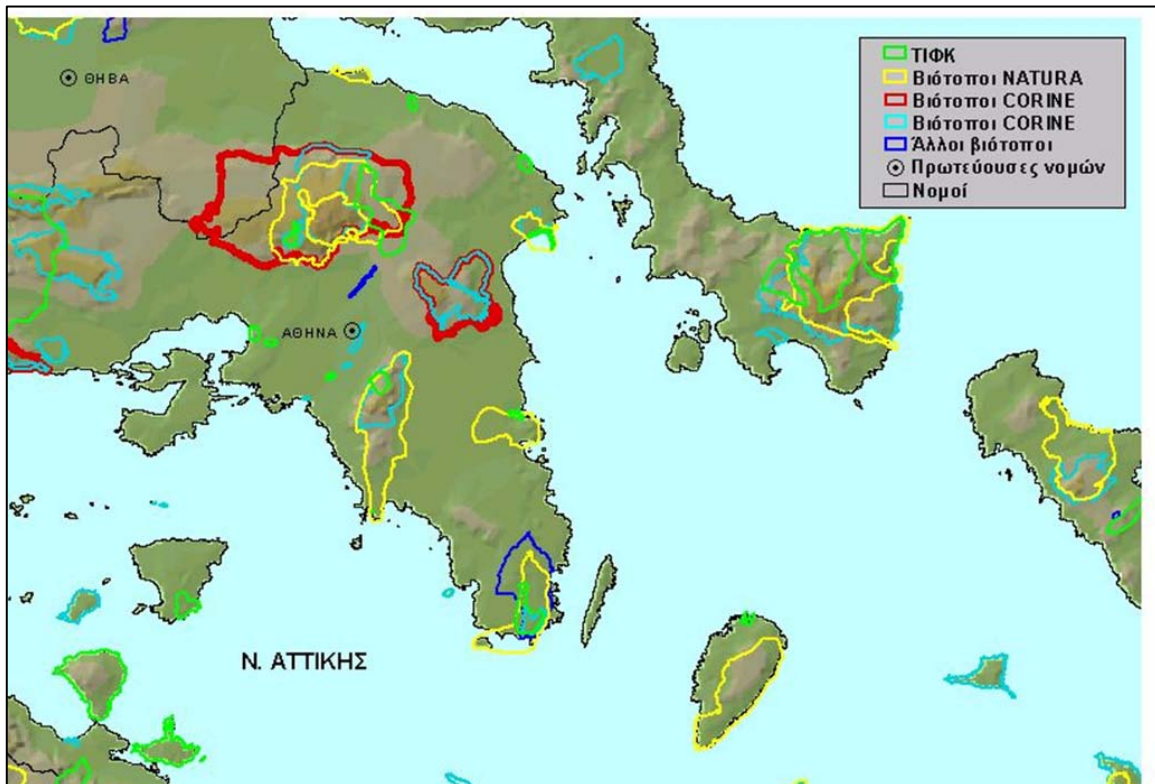 ΘΗΒΑ
ΤΙΦΚ
Βιότοποι NATURA
Βιότοποι CORINE
Βιότοποι CORINE
Άλλοι βιότοποι
Πρωτεύουσες νομών
Νομοί
ΑΘΗΝΑ
Ν. ΑΤΤΙΚΗΣ